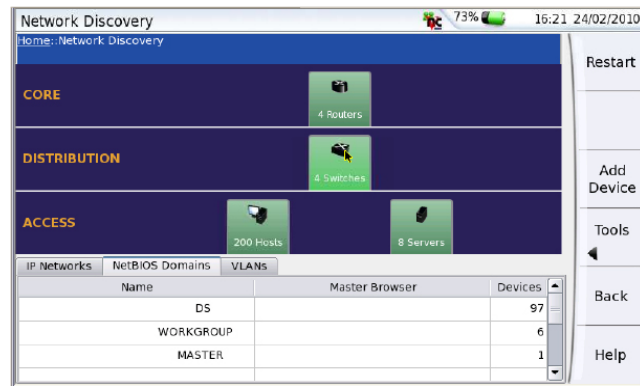 Network Discovery
73%
16:21 24/02/2010
Home::Network Discovery
Restart
CORE
4 Routers
DISTRIBUTION
4 Switches
Add
Device
ACCESS
200 Hosts
8 Servers
Tools
IP Networks
NetBIOS Domains
VLANs
Name
Master Browser
Devices
DS
97
WORKGROUP
6
MASTER
1
Back
Help